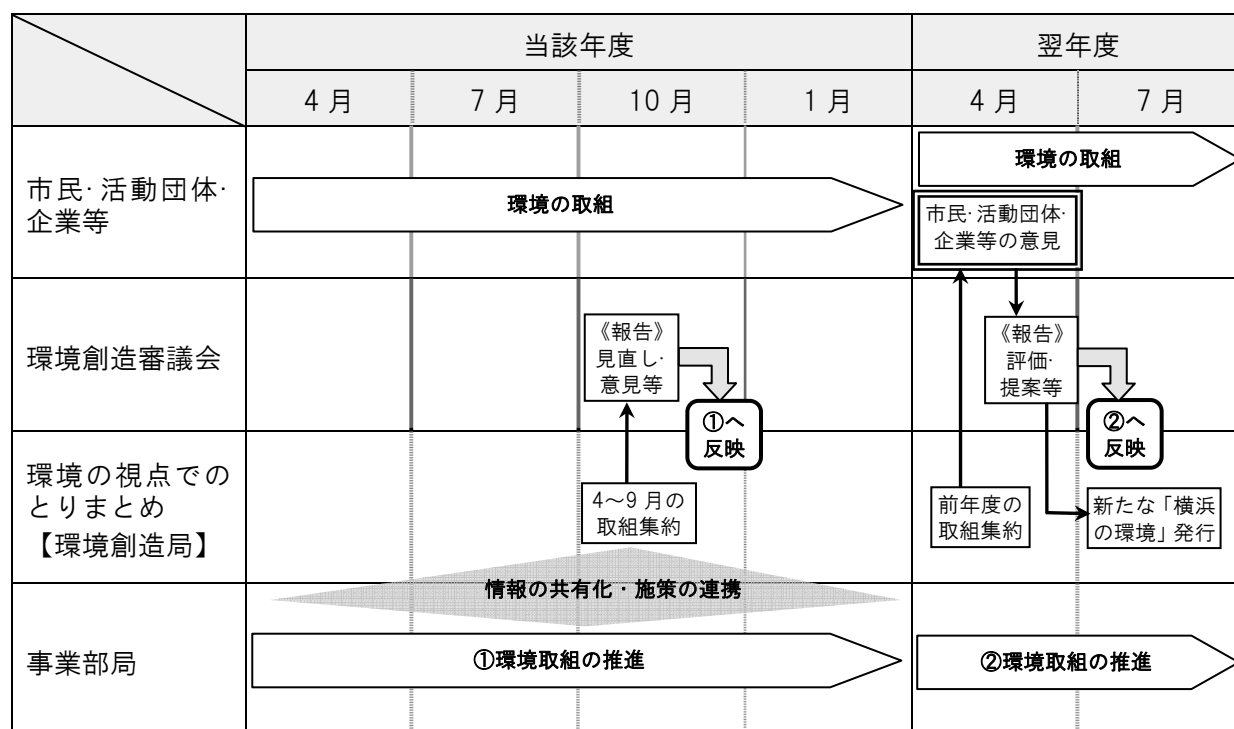 当該年度
翌年度
4月
7月
10月
1月
4月
7月
市民・活動団体・
企業等
環境の取組
環境の取組
市民・活動団体・
企業等の意見
環境創造審議会
《報告》
見直し・
意見等
①へ
反映
《報告》
評価・
提案等
②へ
反映
環境の視点での
とりまとめ
【環境創造局】
4～9月の
取組集約
前年度の
取組集約
新たな「横浜
の環境」発行
情報の共有化・施策の連携
事業部局
①環境取組の推進
②環境取組の推進